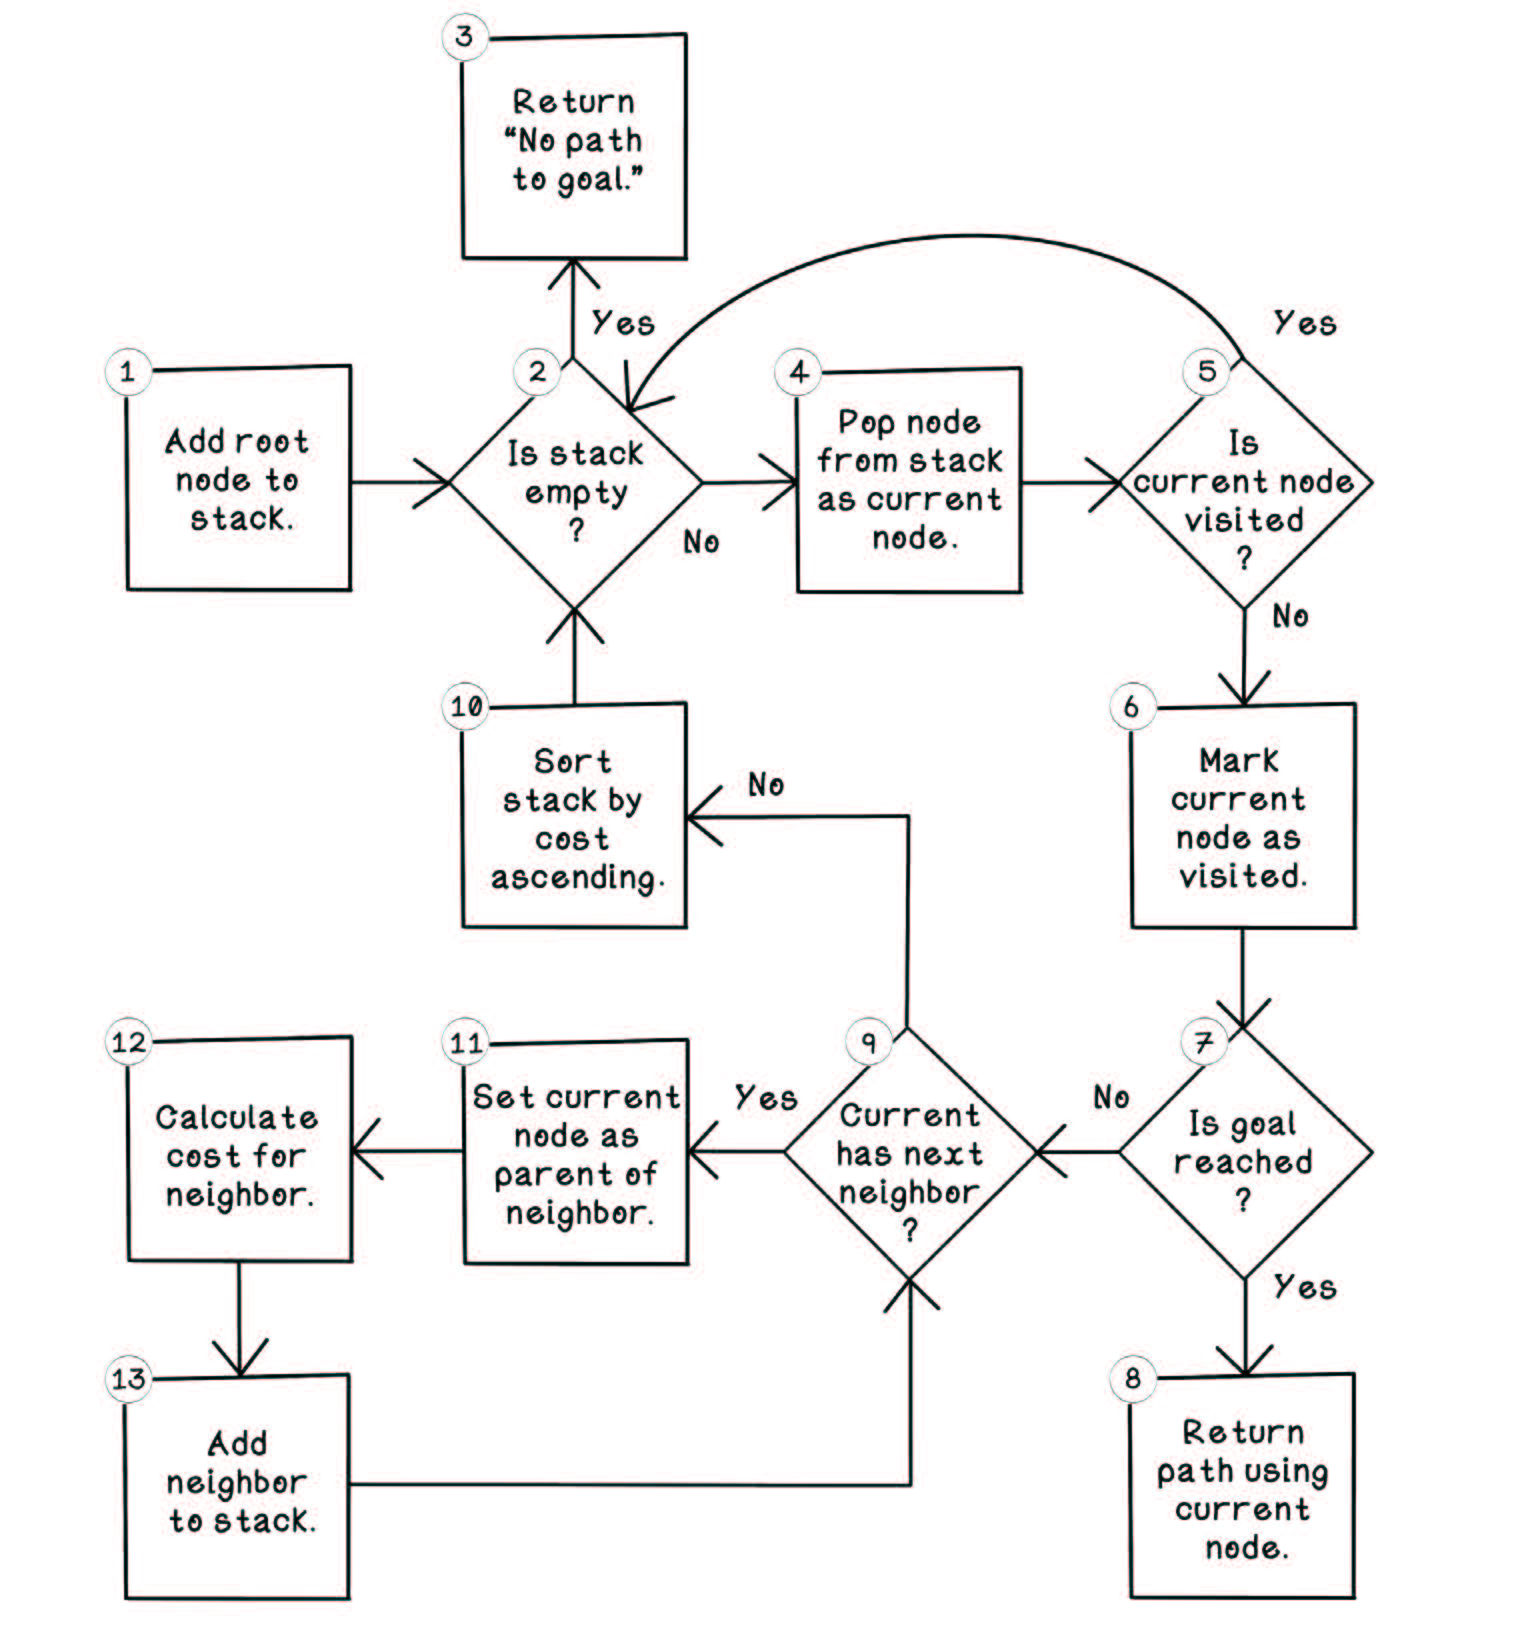 3
Return
“No path
to goal.”
Yes
Yes
1
Add root
node to
stack.
2
Is stack
empty
?
No
4
Pop node
from stack
as current
node.
5
Is
current node
visited
?
No
10
Sort
stack by
cost
ascending.
No
6
Mark
current
node as
visited.
12
Calculate
cost for
neighbor.
11
Set current
node as
parent of
neighbor.
Yes
9
Current
has next
neighbor
?
No
7
Is goal
reached
?
Yes
13
Add
neighbor
to stack.
8
Return
path using
current
node.